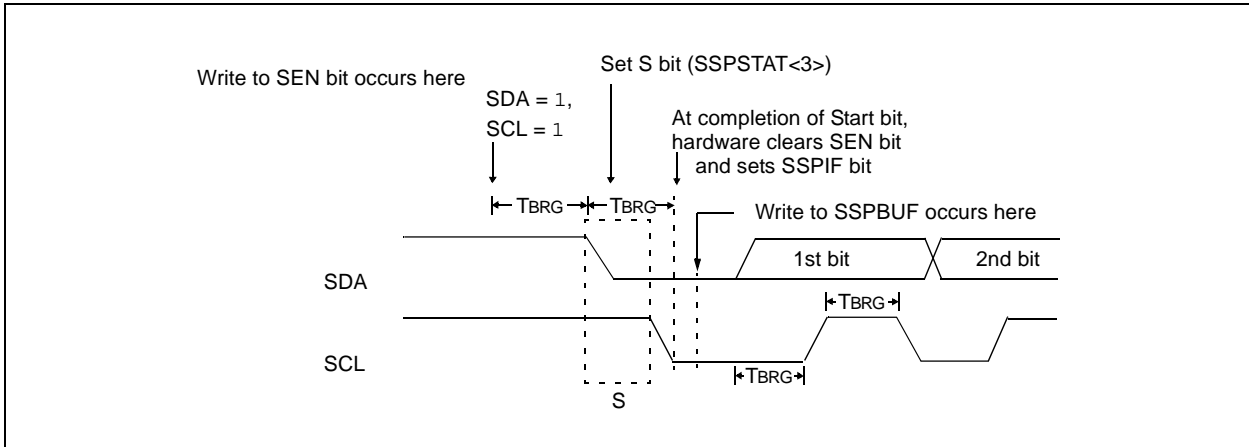 Write to SEN bit occurs here
SDA = 1,
SCL = 1
Set S bit (SSPSTAT<3>)
At completion of Start bit,
hardware clears SEN bit
and sets SSPIF bit
TBRG
TBRG
Write to SSPBUF occurs here
SDA
1st bit
2nd bit
TBRG
SCL
TBRG
S